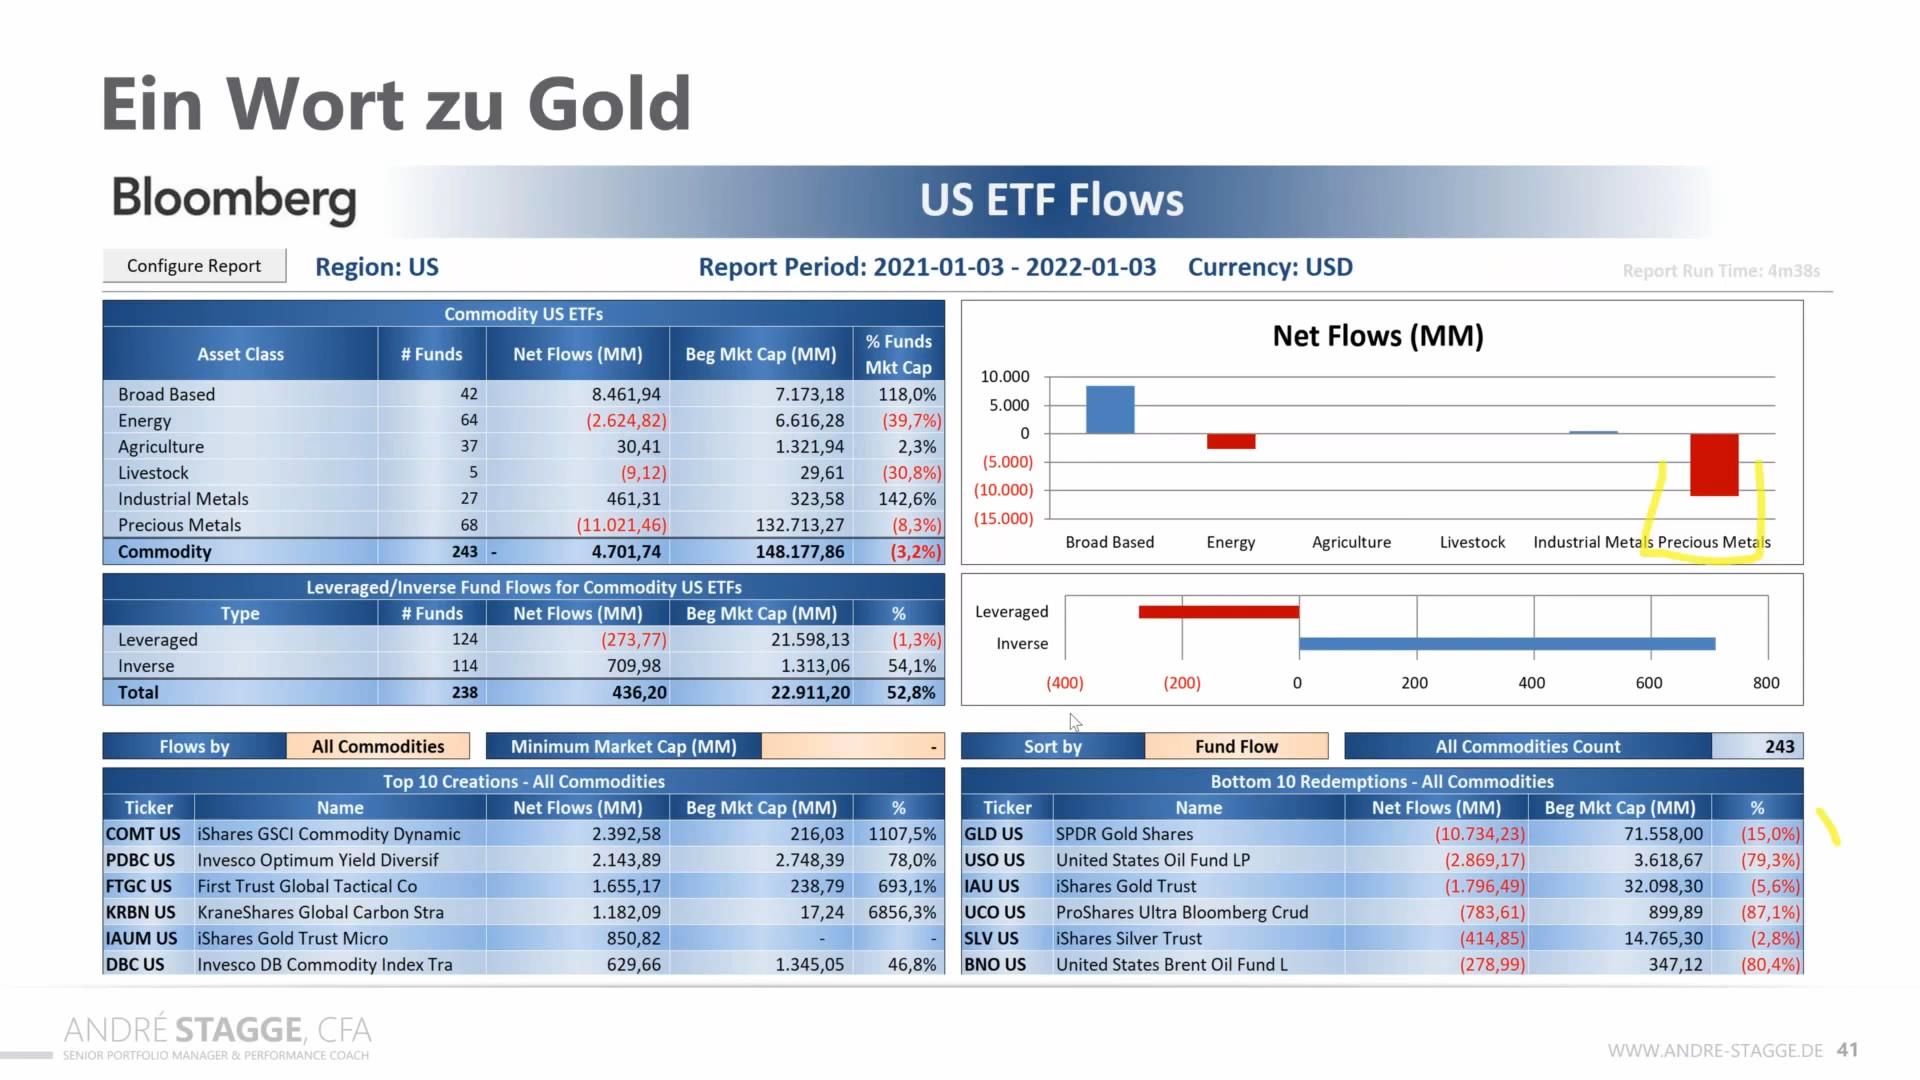 Ein Wort zu Gold
Bloomberg
US ETF Flows
Configure Report
Region: US
Report Period: 2021-01-03 - 2022-01-03
Currency: USD
Report Run Time: 4m38s
Commodity US ETFs
Asset Class # Funds Net Flows (MM) Beg Mkt Cap (MM) % Funds Mkt Cap
Broad Based 42 8.461,94 7.173,18 118,0%
Energy 64 (2.624,82) 6.616,28 (39,7%)
Agriculture 37 30,41 1.321,94 2,3%
Livestock 5 (9,12) 29,61 (30,8%)
Industrial Metals 27 461,31 323,58 142,6%
Precious Metals 68 (11.021,46) 132.713,27 (8,3%)
Commodity 243 - 4.701,74 148.177,86 (3,2%)
Net Flows (MM)
10.000
5.000
0
(5.000)
(10.000)
(15.000)
Broad Based Energy Agriculture Livestock Industrial Metals Precious Metals
Leveraged/Inverse Fund Flows for Commodity US ETFs
Type # Funds Net Flows (MM) Beg Mkt Cap (MM) %
Leveraged 124 (273,77) 21.598,13 (1,3%)
Inverse 114 709,98 1.313,06 54,1%
Total 238 436,20 22.911,20 52,8%
Leveraged
Inverse
(400) (200) 0 200 400 600 800
Flows by All Commodities Minimum Market Cap (MM) -
Sort by Fund Flow All Commodities Count 243
Top 10 Creations - All Commodities
Ticker Name Net Flows (MM) Beg Mkt Cap (MM) %
COMT US iShares GSCI Commodity Dynamic 2.392,58 216,03 1107,5%
PDBC US Invesco Optimum Yield Diversif 2.143,89 2.748,39 78,0%
FTGC US First Trust Global Tactical Co 1.655,17 238,79 693,1%
KRBN US KraneShares Global Carbon Stra 1.182,09 17,24 6856,3%
IAUM US iShares Gold Trust Micro 850,82 - -
DBC US Invesco DB Commodity Index Tra 629,66 1.345,05 46,8%
Bottom 10 Redemptions - All Commodities
Ticker Name Net Flows (MM) Beg Mkt Cap (MM) %
GLD US SPDR Gold Shares (10.734,23) 71.558,00 (15,0%)
USO US United States Oil Fund LP (2.869,17) 3.618,67 (79,3%)
IAU US iShares Gold Trust (1.796,49) 32.098,30 (5,6%)
UCO US ProShares Ultra Bloomberg Crud (783,61) 899,89 (87,1%)
SLV US iShares Silver Trust (414,85) 14.765,30 (2,8%)
BNO US United States Brent Oil Fund L (278,99) 347,12 (80,4%)
ANDRÉ STAGGE, CFA
SENIOR PORTFOLIO MANAGER & PERFORMANCE COACH
WWW.ANDRE-STAGGE.DE 41